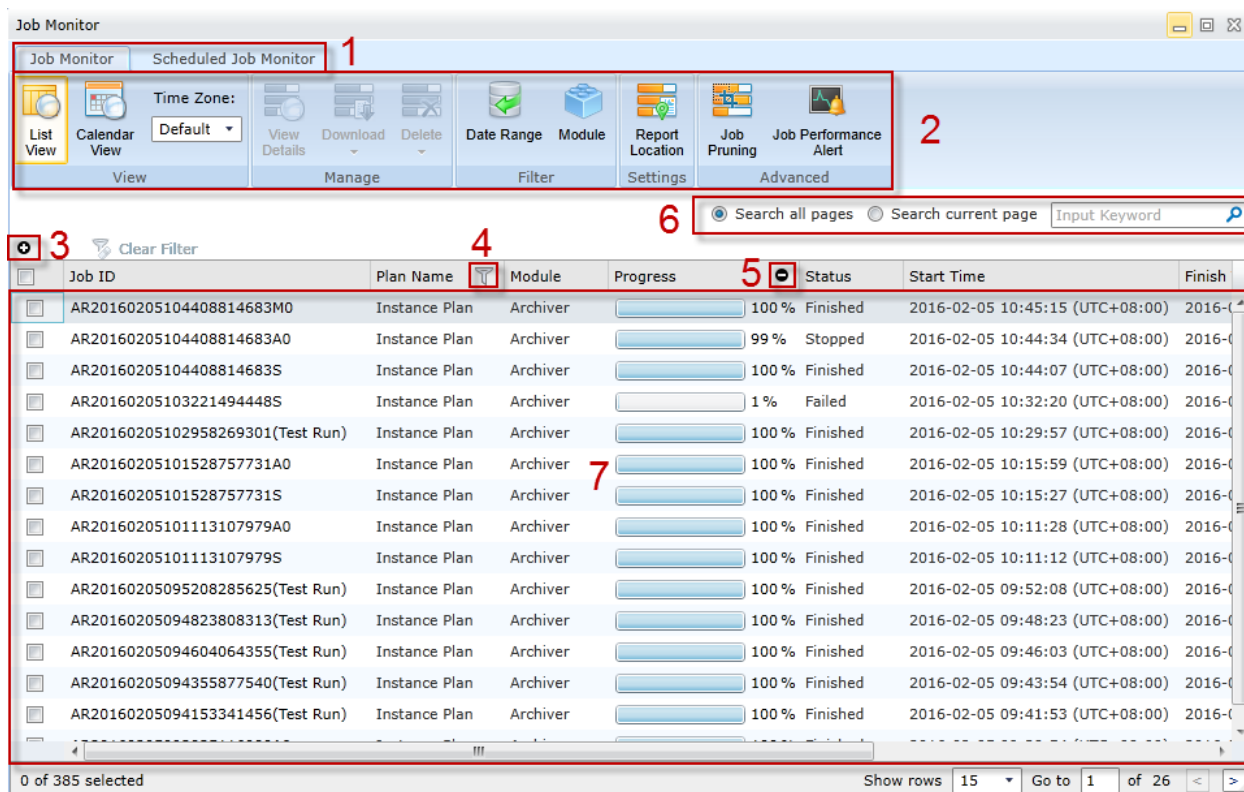 Job Monitor
Job Monitor Scheduled Job Monitor 1
List View
Calendar View
Time Zone:
Default
View
View Details
Download
Delete
Manage
Date Range
Module
Filter
Report Location
Settings
Job Pruning
Job Performance Alert
Advanced
2
6 Search all pages Search current page Input Keyword
3 Clear Filter 4
Job ID Plan Name Module Progress 5 Status Start Time Finish
AR20160205104408814683M0 Instance Plan Archiver 100 % Finished 2016-02-05 10:45:15 (UTC+08:00) 2016-
AR20160205104408814683A0 Instance Plan Archiver 99 % Stopped 2016-02-05 10:44:34 (UTC+08:00) 2016-
AR20160205104408814683S Instance Plan Archiver 100 % Finished 2016-02-05 10:44:07 (UTC+08:00) 2016-
AR20160205103221494448S Instance Plan Archiver 1 % Failed 2016-02-05 10:32:20 (UTC+08:00) 2016-
AR20160205102958269301(Test Run) Instance Plan Archiver 100 % Finished 2016-02-05 10:29:57 (UTC+08:00) 2016-
AR20160205101528757731A0 Instance Plan Archiver 100 % Finished 2016-02-05 10:15:59 (UTC+08:00) 2016-
7
AR20160205101528757731S Instance Plan Archiver 100 % Finished 2016-02-05 10:15:27 (UTC+08:00) 2016-
AR20160205101113107979A0 Instance Plan Archiver 100 % Finished 2016-02-05 10:11:28 (UTC+08:00) 2016-
AR20160205101113107979S Instance Plan Archiver 100 % Finished 2016-02-05 10:11:12 (UTC+08:00) 2016-
AR20160205095208285625(Test Run) Instance Plan Archiver 100 % Finished 2016-02-05 09:52:08 (UTC+08:00) 2016-
AR20160205094823808313(Test Run) Instance Plan Archiver 100 % Finished 2016-02-05 09:48:23 (UTC+08:00) 2016-
AR20160205094604064355(Test Run) Instance Plan Archiver 100 % Finished 2016-02-05 09:46:03 (UTC+08:00) 2016-
AR20160205094355877540(Test Run) Instance Plan Archiver 100 % Finished 2016-02-05 09:43:54 (UTC+08:00) 2016-
AR20160205094153341456(Test Run) Instance Plan Archiver 100 % Finished 2016-02-05 09:41:53 (UTC+08:00) 2016-
0 of 385 selected Show rows 15 Go to 1 of 26 < >